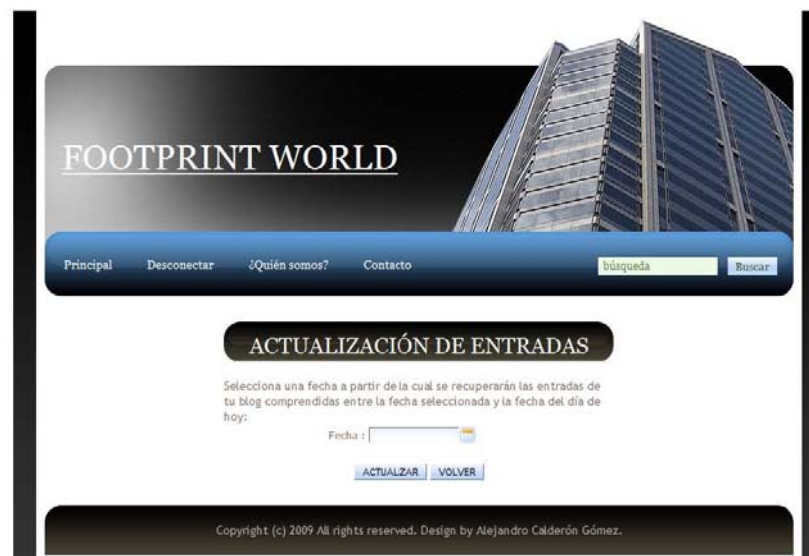 FOOTPRINT WORLD
Principal Desconectar ¿Quién somos? Contacto búsqueda Buscar
ACTUALIZACIÓN DE ENTRADAS
Selecciona una fecha a partir de la cual se recuperarán las entradas de
tu blog comprendidas entre la fecha seleccionada y la fecha del día de
hoy:
Fecha :
ACTUALZAR VOLVER
Copyright (c) 2009 All rights reserved. Design by Alejandro Calderón Gómez.